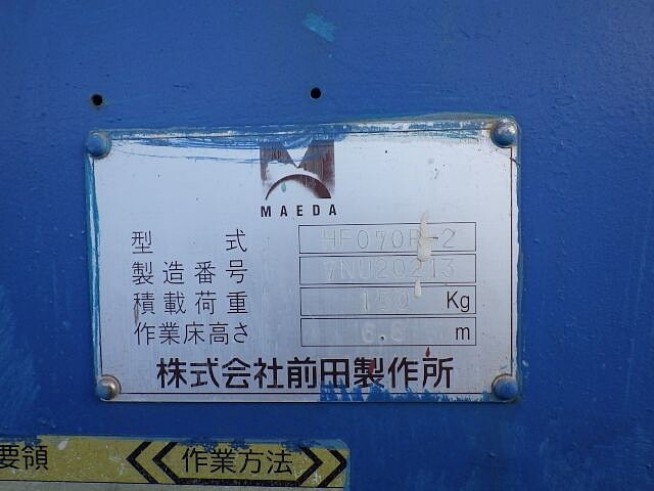 MAEDA
型式
製造番号 7NU20213
積載荷重 Kg
作業床高さ m
株式会社前田製作所
要領 作業方法